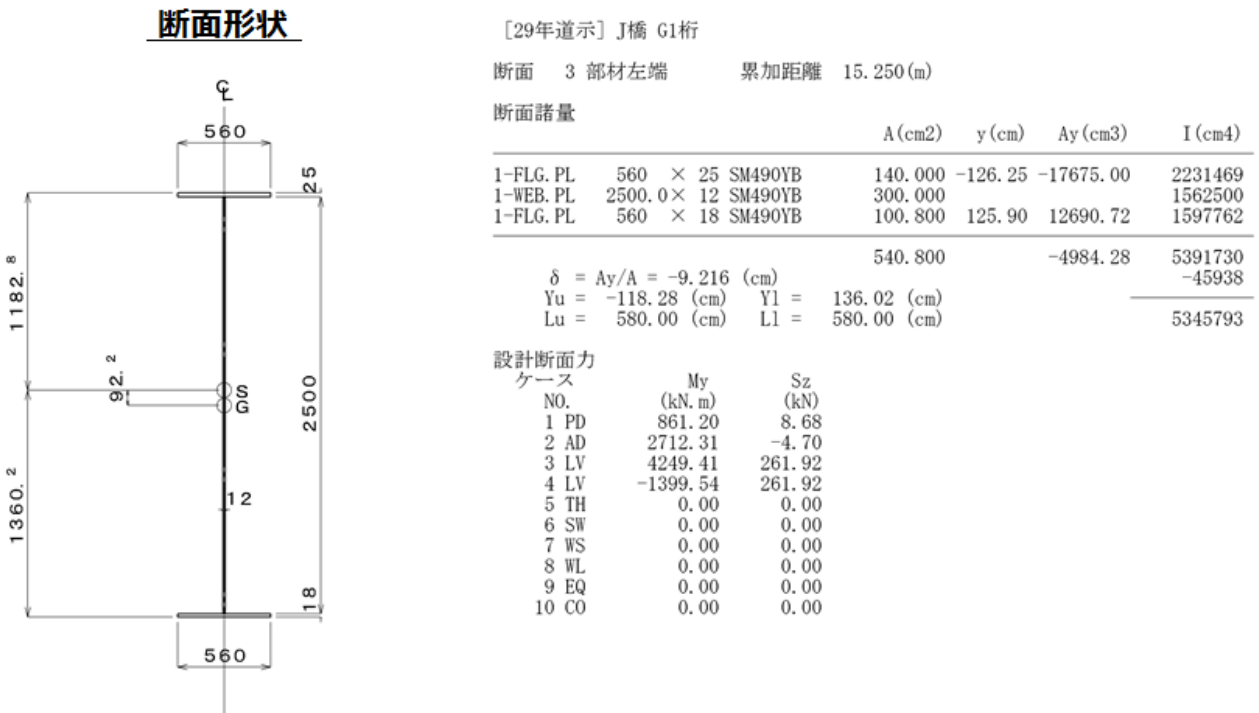 断面形状
℄
560
25
1182.8
92.2
S
G
2500
12
1360.2
18
560
[29年道示] J橋 G1桁
断面 3 部材左端 累加距離 15.250(m)
断面諸量
A(cm2) y(cm) Ay(cm3) I(cm4)
1-FLG.PL 560 × 25 SM490YB 140.000 -126.25 -17675.00 2231469
1-WEB.PL 2500.0× 12 SM490YB 300.000 1562500
1-FLG.PL 560 × 18 SM490YB 100.800 125.90 12690.72 1597762
540.800 -4984.28 5391730
δ = Ay/A = -9.216 (cm) -45938
Yu = -118.28 (cm) Yl = 136.02 (cm)
Lu = 580.00 (cm) Ll = 580.00 (cm) 5345793
設計断面力
ケース My Sz
NO. (kN.m) (kN)
1 PD 861.20 8.68
2 AD 2712.31 -4.70
3 LV 4249.41 261.92
4 LV -1399.54 261.92
5 TH 0.00 0.00
6 SW 0.00 0.00
7 WS 0.00 0.00
8 WL 0.00 0.00
9 EQ 0.00 0.00
10 CO 0.00 0.00